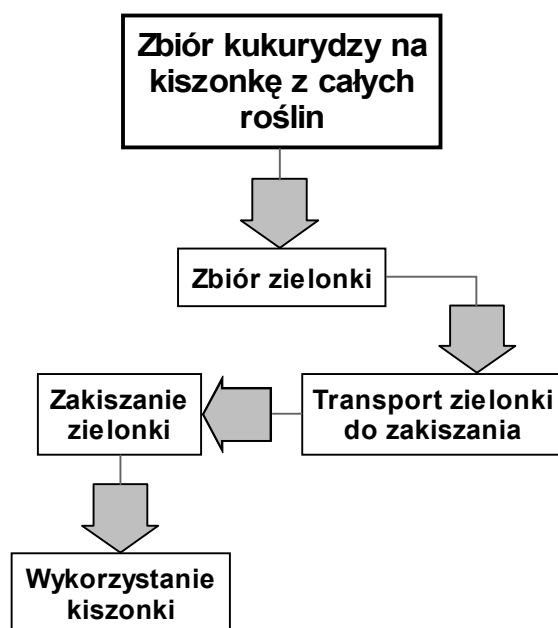 Zbiór kukurydzy na
kiszonkę z całych
roślin
Zbiór zielonki
Transport zielonki
do zakiszania
Zakiszanie
zielonki
Wykorzystanie
kiszonki